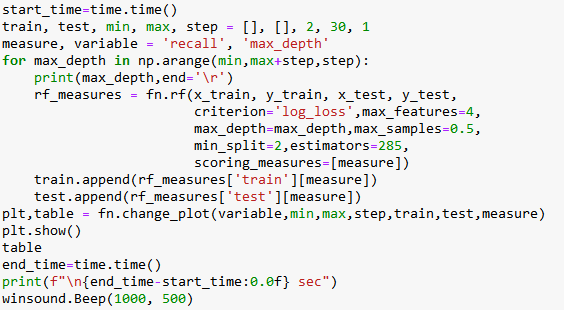 start_time=time.time()
train, test, min, max, step = [], [], 2, 30, 1
measure, variable = 'recall', 'max_depth'
for max_depth in np.arange(min,max+step,step):
    print(max_depth,end='\r')
    rf_measures = fn.rf(x_train, y_train, x_test, y_test,
                        criterion='log_loss',max_features=4,
                        max_depth=max_depth,max_samples=0.5,
                        min_split=2,estimators=285,
                        scoring_measures=[measure])
    train.append(rf_measures['train'][measure])
    test.append(rf_measures['test'][measure])
plt,table = fn.change_plot(variable,min,max,step,train,test,measure)
plt.show()
table
end_time=time.time()
print(f"\n{end_time-start_time:0.0f} sec")
winsound.Beep(1000, 500)